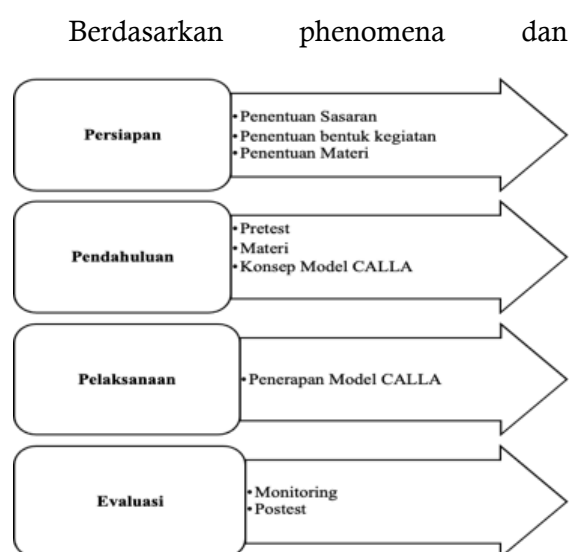 Berdasarkan phenomena dan
Persiapan
•Penentuan Sasaran
•Penentuan bentuk kegiatan
•Penentuan Materi
Pendahuluan
•Pretest
•Materi
•Konsep Model CALLA
Pelaksanaan
•Penerapan Model CALLA
Evaluasi
•Monitoring
•Postest